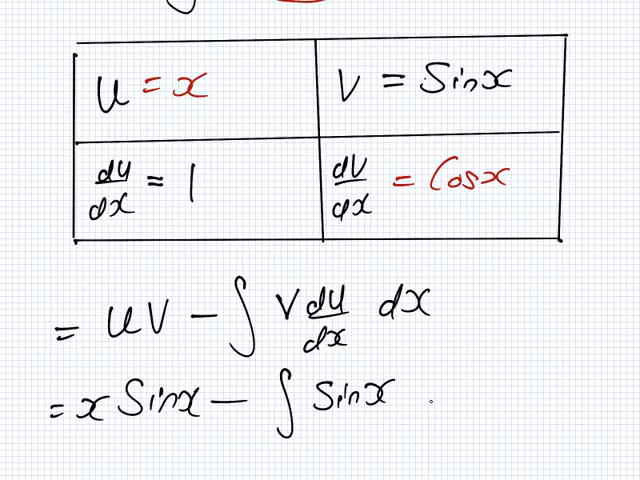 u = x V = Sinx
du/dx = 1 dV/dx = Cosx
= uV - ∫ V du/dx dx
= x Sinx - ∫ Sinx